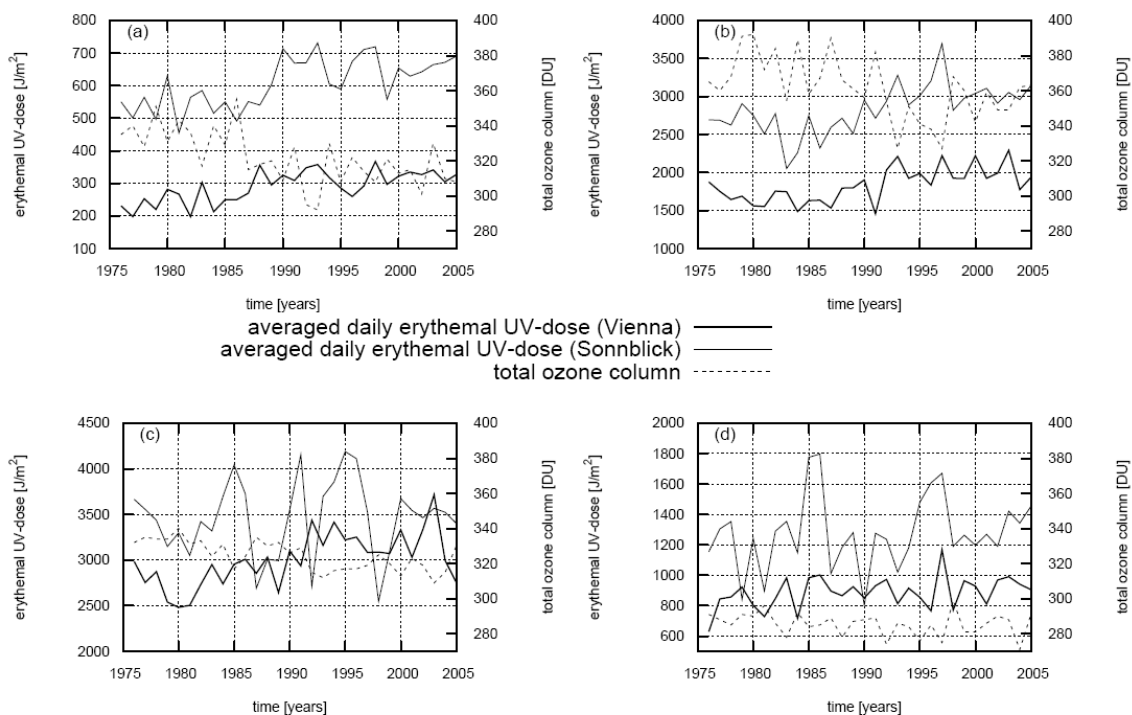 (a)
erythemal UV-dose [J/m²]
800
700
600
500
400
300
200
100
total ozone column [DU]
400
380
360
340
320
300
280
1975 1980 1985 1990 1995 2000 2005
time [years]
(b)
erythemal UV-dose [J/m²]
4000
3500
3000
2500
2000
1500
1000
total ozone column [DU]
400
380
360
340
320
300
280
1975 1980 1985 1990 1995 2000 2005
time [years]
averaged daily erythemal UV-dose (Vienna)
averaged daily erythemal UV-dose (Sonnblick)
total ozone column
(c)
erythemal UV-dose [J/m²]
4500
4000
3500
3000
2500
2000
total ozone column [DU]
400
380
360
340
320
300
280
1975 1980 1985 1990 1995 2000 2005
time [years]
(d)
erythemal UV-dose [J/m²]
2000
1800
1600
1400
1200
1000
800
600
total ozone column [DU]
400
380
360
340
320
300
280
1975 1980 1985 1990 1995 2000 2005
time [years]